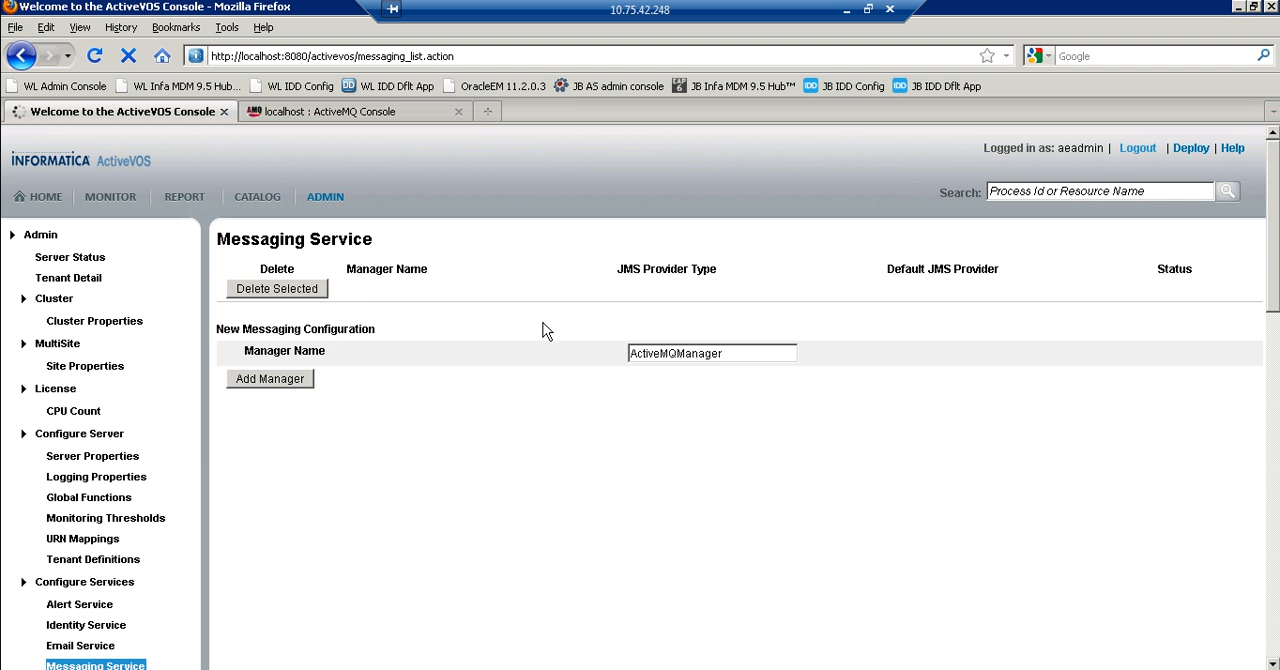 Welcome to the ActiveVOS Console - Mozilla Firefox
10.75.42.248
File Edit View History Bookmarks Tools Help
http://localhost:8080/activevos/messaging_list.action
Google
WL Admin Console WL Infa MDM 9.5 Hub... WL IDD Config WL IDD Dflt App OracleEM 11.2.0.3 JB AS admin console JB Infa MDM 9.5 Hub™ JB IDD Config JB IDD Dflt App
Welcome to the ActiveVOS Console localhost : ActiveMQ Console
Logged in as: aeadmin | Logout | Deploy | Help
INFORMATICA ActiveVOS
HOME MONITOR REPORT CATALOG ADMIN
Search: Process Id or Resource Name
Admin
Server Status
Tenant Detail
Cluster
Cluster Properties
MultiSite
Site Properties
License
CPU Count
Configure Server
Server Properties
Logging Properties
Global Functions
Monitoring Thresholds
URN Mappings
Tenant Definitions
Configure Services
Alert Service
Identity Service
Email Service
Messaging Service
Messaging Service
Delete Manager Name JMS Provider Type Default JMS Provider Status
Delete Selected
New Messaging Configuration
Manager Name ActiveMQManager
Add Manager